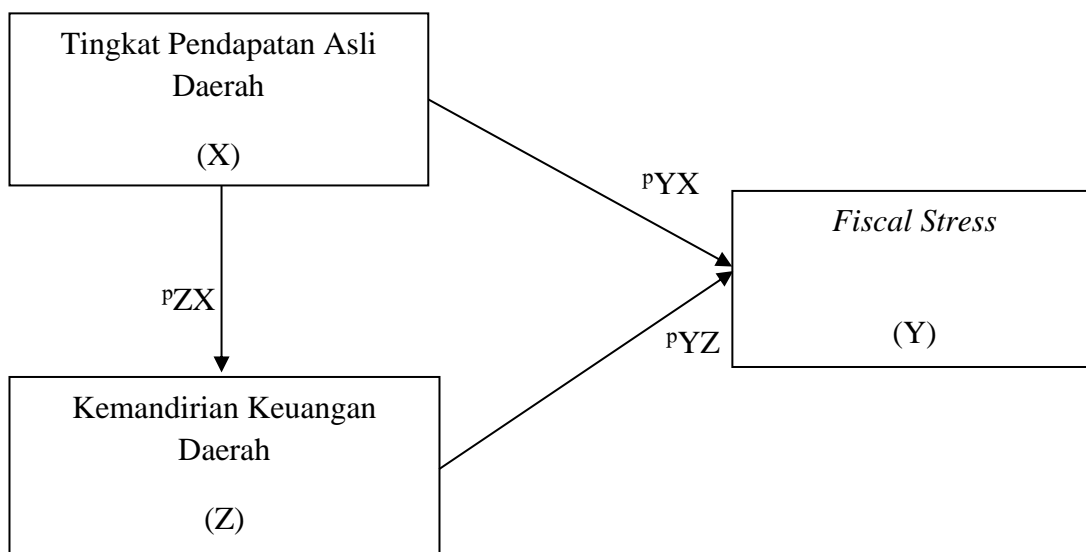 Tingkat Pendapatan Asli
Daerah
(X)
ᵖYX
Fiscal Stress
(Y)
ᵖZX
ᵖYZ
Kemandirian Keuangan
Daerah
(Z)